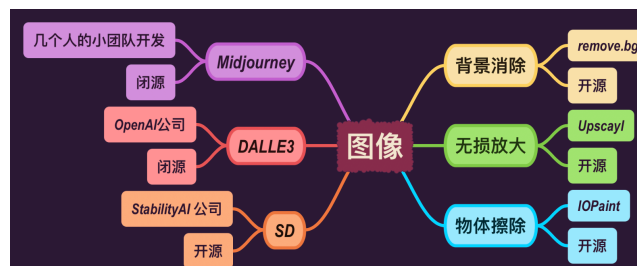 几个人的小团队开发
闭源
Midjourney
OpenAI公司
闭源
DALLE3
StabilityAI 公司
开源
SD
图像
背景消除
remove.bg
开源
无损放大
Upscayl
开源
物体擦除
IOPaint
开源